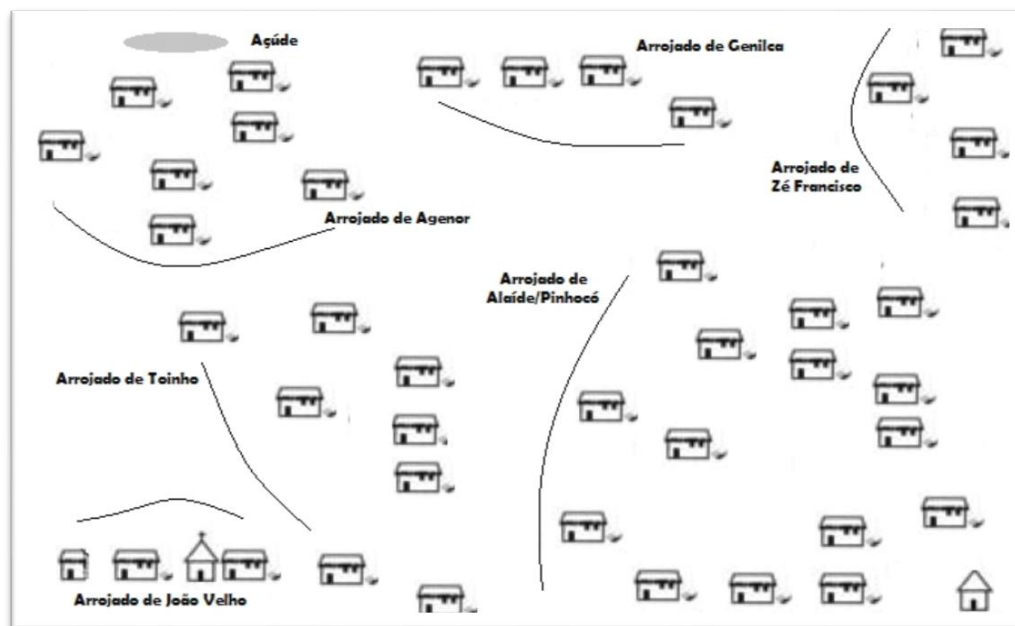 Açúde
Arrojado de Genilca
Arrojado de
Zé Francisco
Arrojado de Agenor
Arrojado de
Alaíde/Pinhocó
Arrojado de Toinho
Arrojado de João Velho